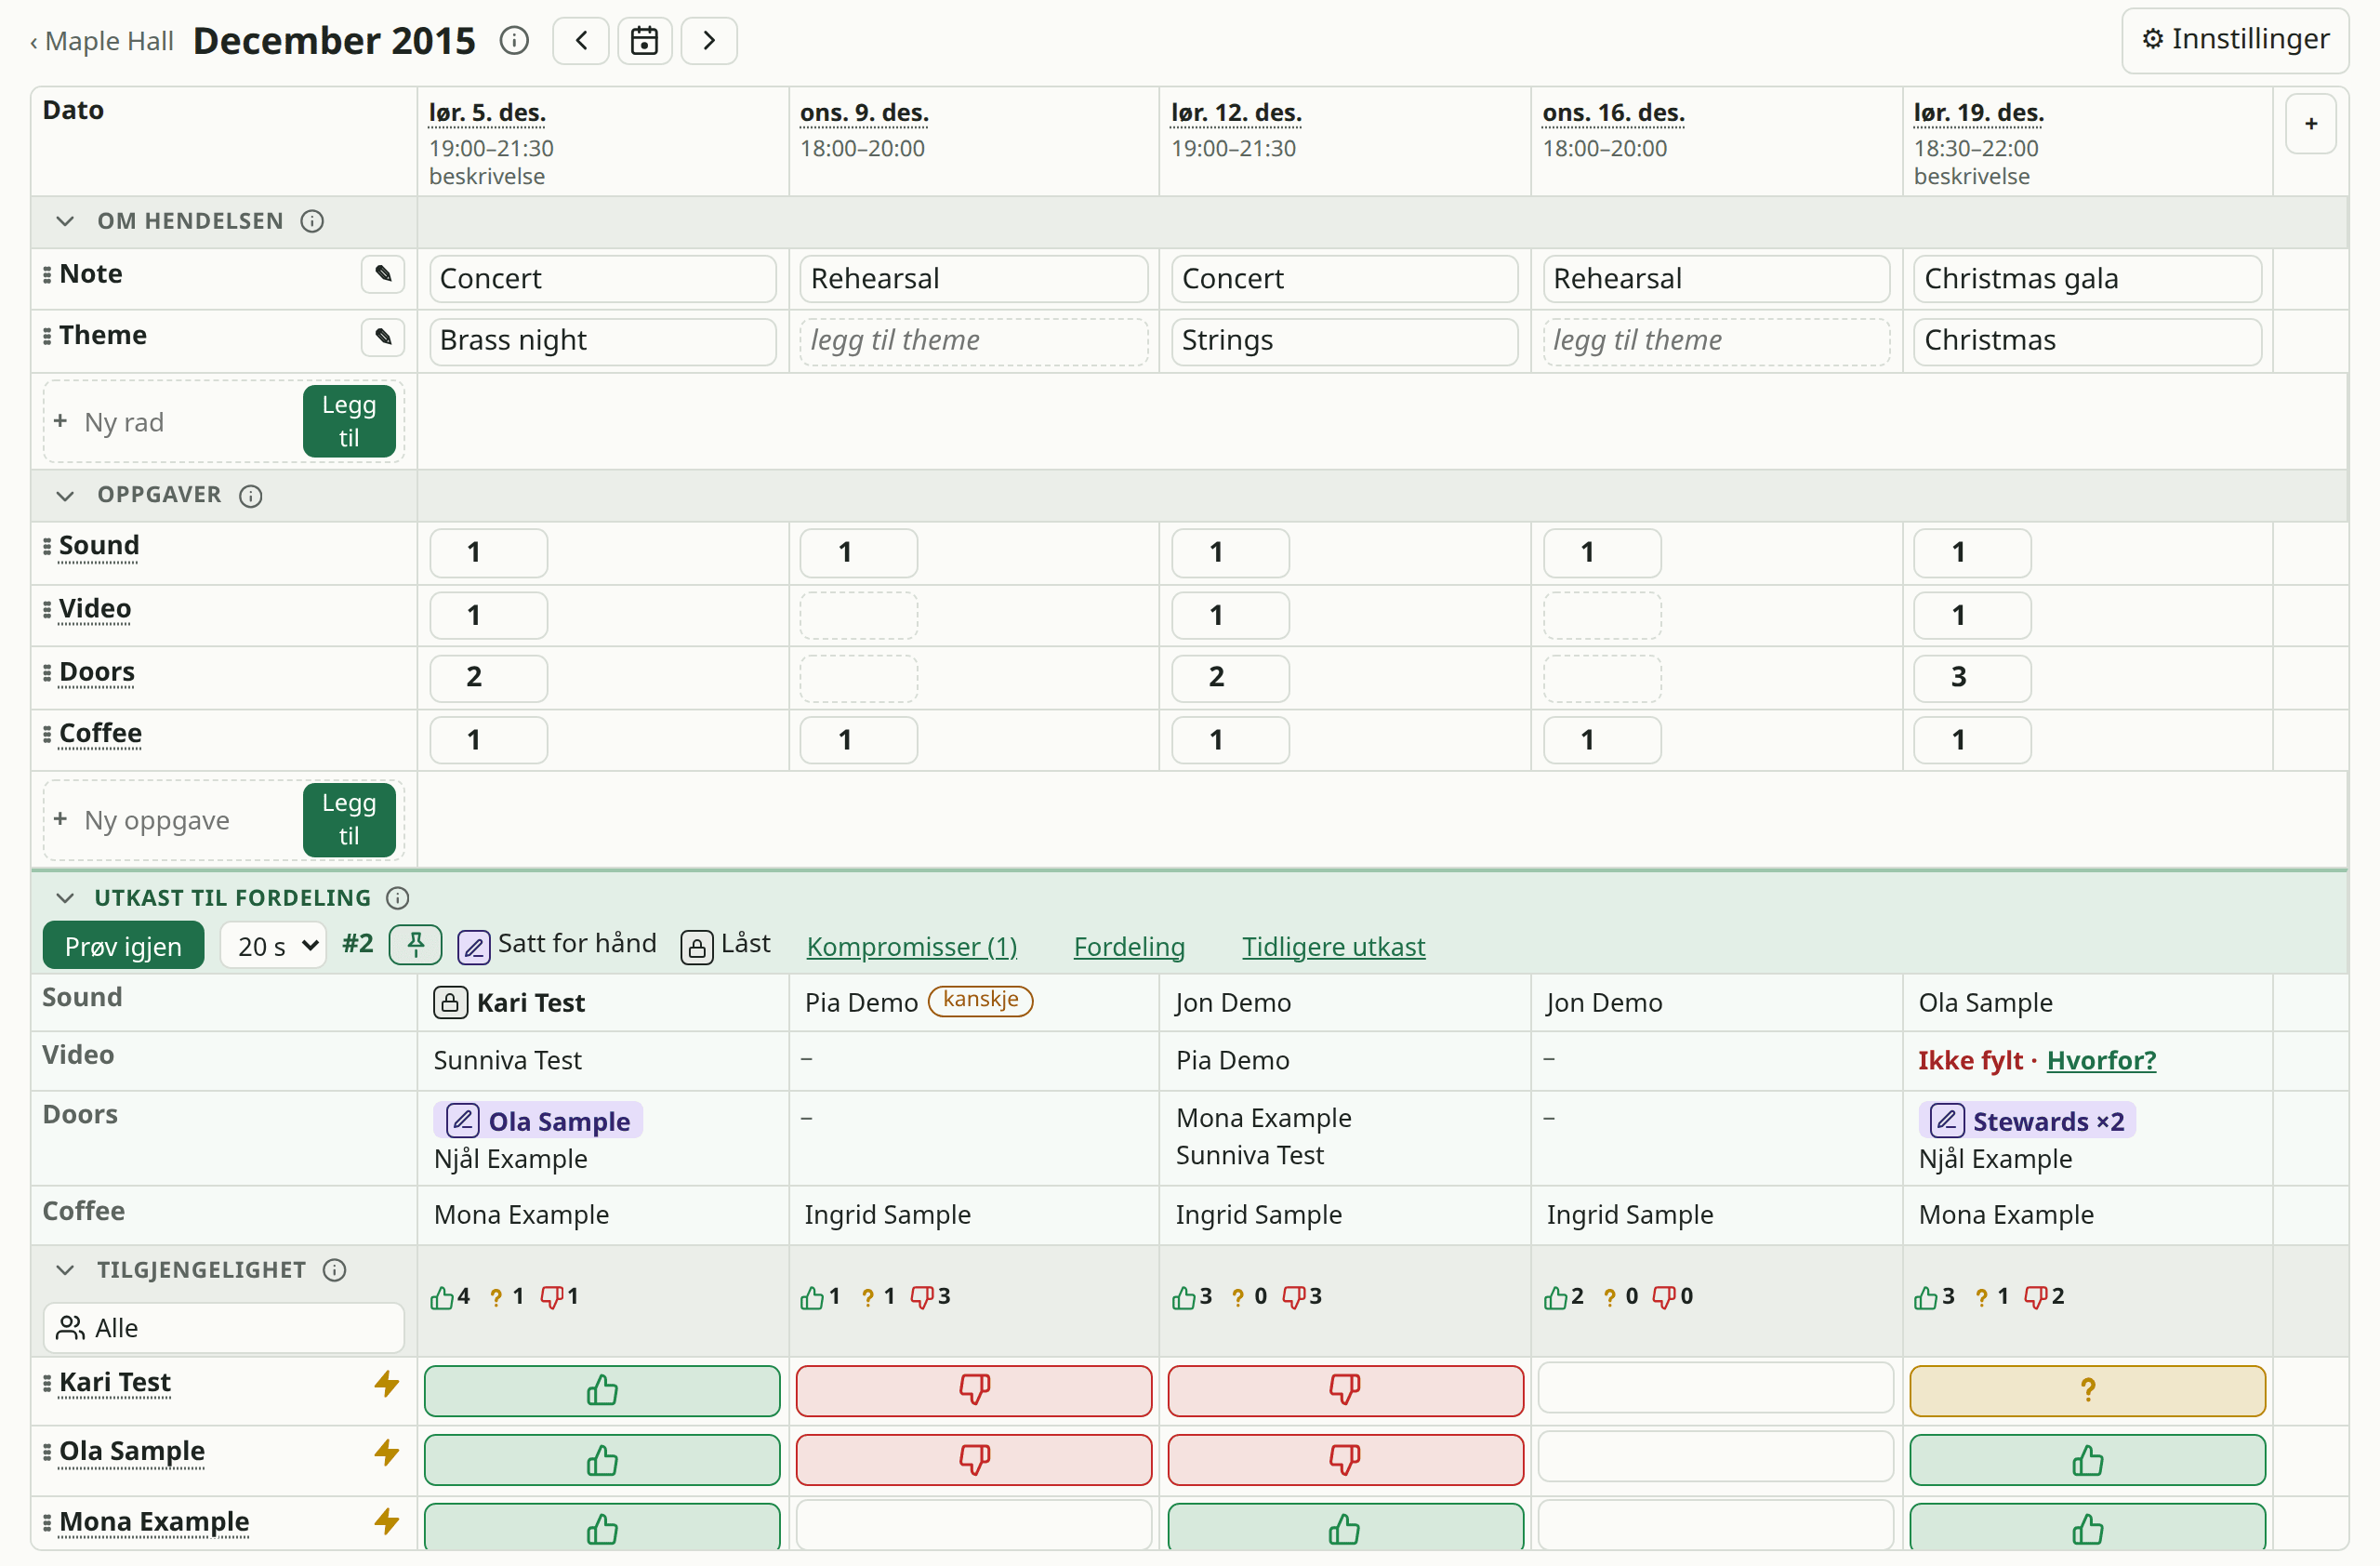 ‹ Maple Hall December 2015 Innstillinger
Dato lør. 5. des. ons. 9. des. lør. 12. des. ons. 16. des. lør. 19. des. +
19:00–21:30 18:00–20:00 19:00–21:30 18:00–20:00 18:30–22:00
beskrivelse beskrivelse
OM HENDELSEN
Note Concert Rehearsal Concert Rehearsal Christmas gala
Theme Brass night legg til theme Strings legg til theme Christmas
+ Ny rad Legg til
OPPGAVER
Sound 1 1 1 1 1
Video 1 1 1
Doors 2 2 3
Coffee 1 1 1 1 1
+ Ny oppgave Legg til
UTKAST TIL FORDELING
Prøv igjen 20 s #2 Satt for hånd Låst Kompromisser (1) Fordeling Tidligere utkast
Sound Kari Test Pia Demo kanskje Jon Demo Jon Demo Ola Sample
Video Sunniva Test – Pia Demo – Ikke fylt · Hvorfor?
Doors Ola Sample – Mona Example – Stewards ×2
Njål Example Sunniva Test Njål Example
Coffee Mona Example Ingrid Sample Ingrid Sample Ingrid Sample Mona Example
TILGJENGELIGHET 4 ? 1 1 1 ? 1 3 3 ? 0 3 2 ? 0 0 3 ? 1 2
Alle
Kari Test ?
Ola Sample
Mona Example